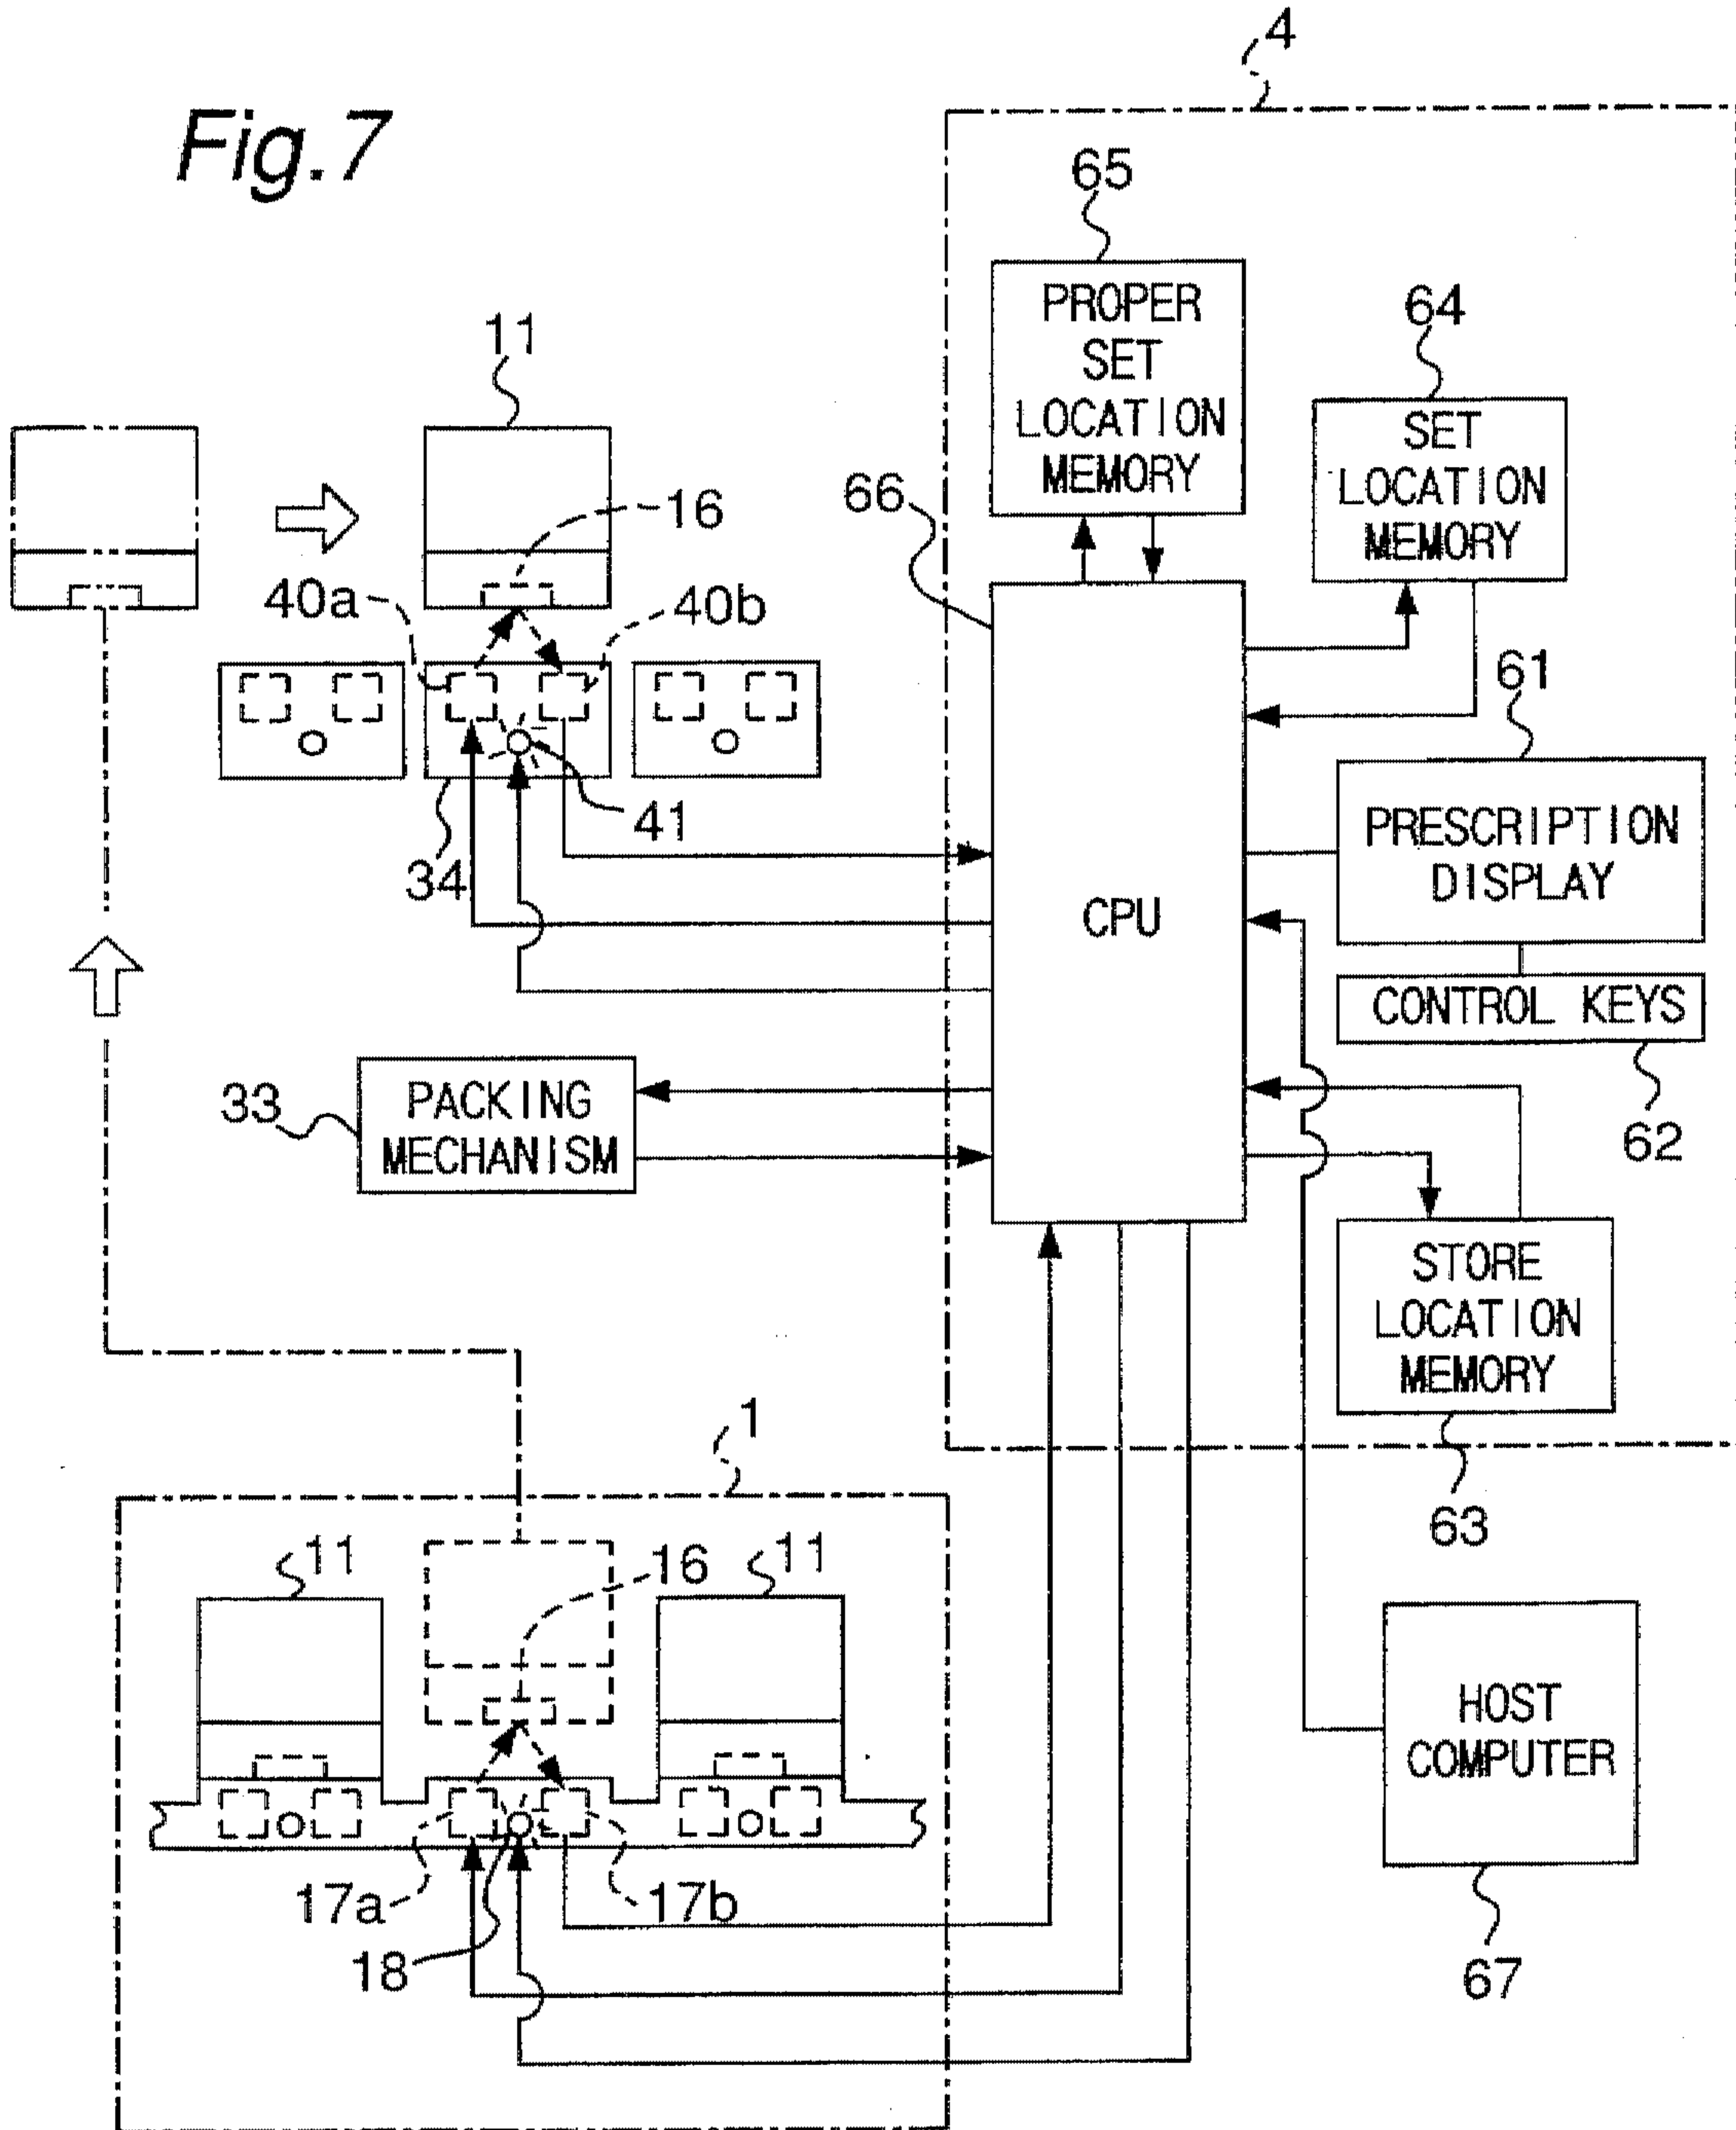 Fig.7
4
65
PROPER
SET
LOCATION
MEMORY
64
SET
LOCATION
MEMORY
11
16
66
40a
40b
61
PRESCRIPTION
DISPLAY
41
34
CPU
CONTROL KEYS
62
33
PACKING
MECHANISM
STORE
LOCATION
MEMORY
63
1
11
16
11
HOST
COMPUTER
17a
17b
18
67